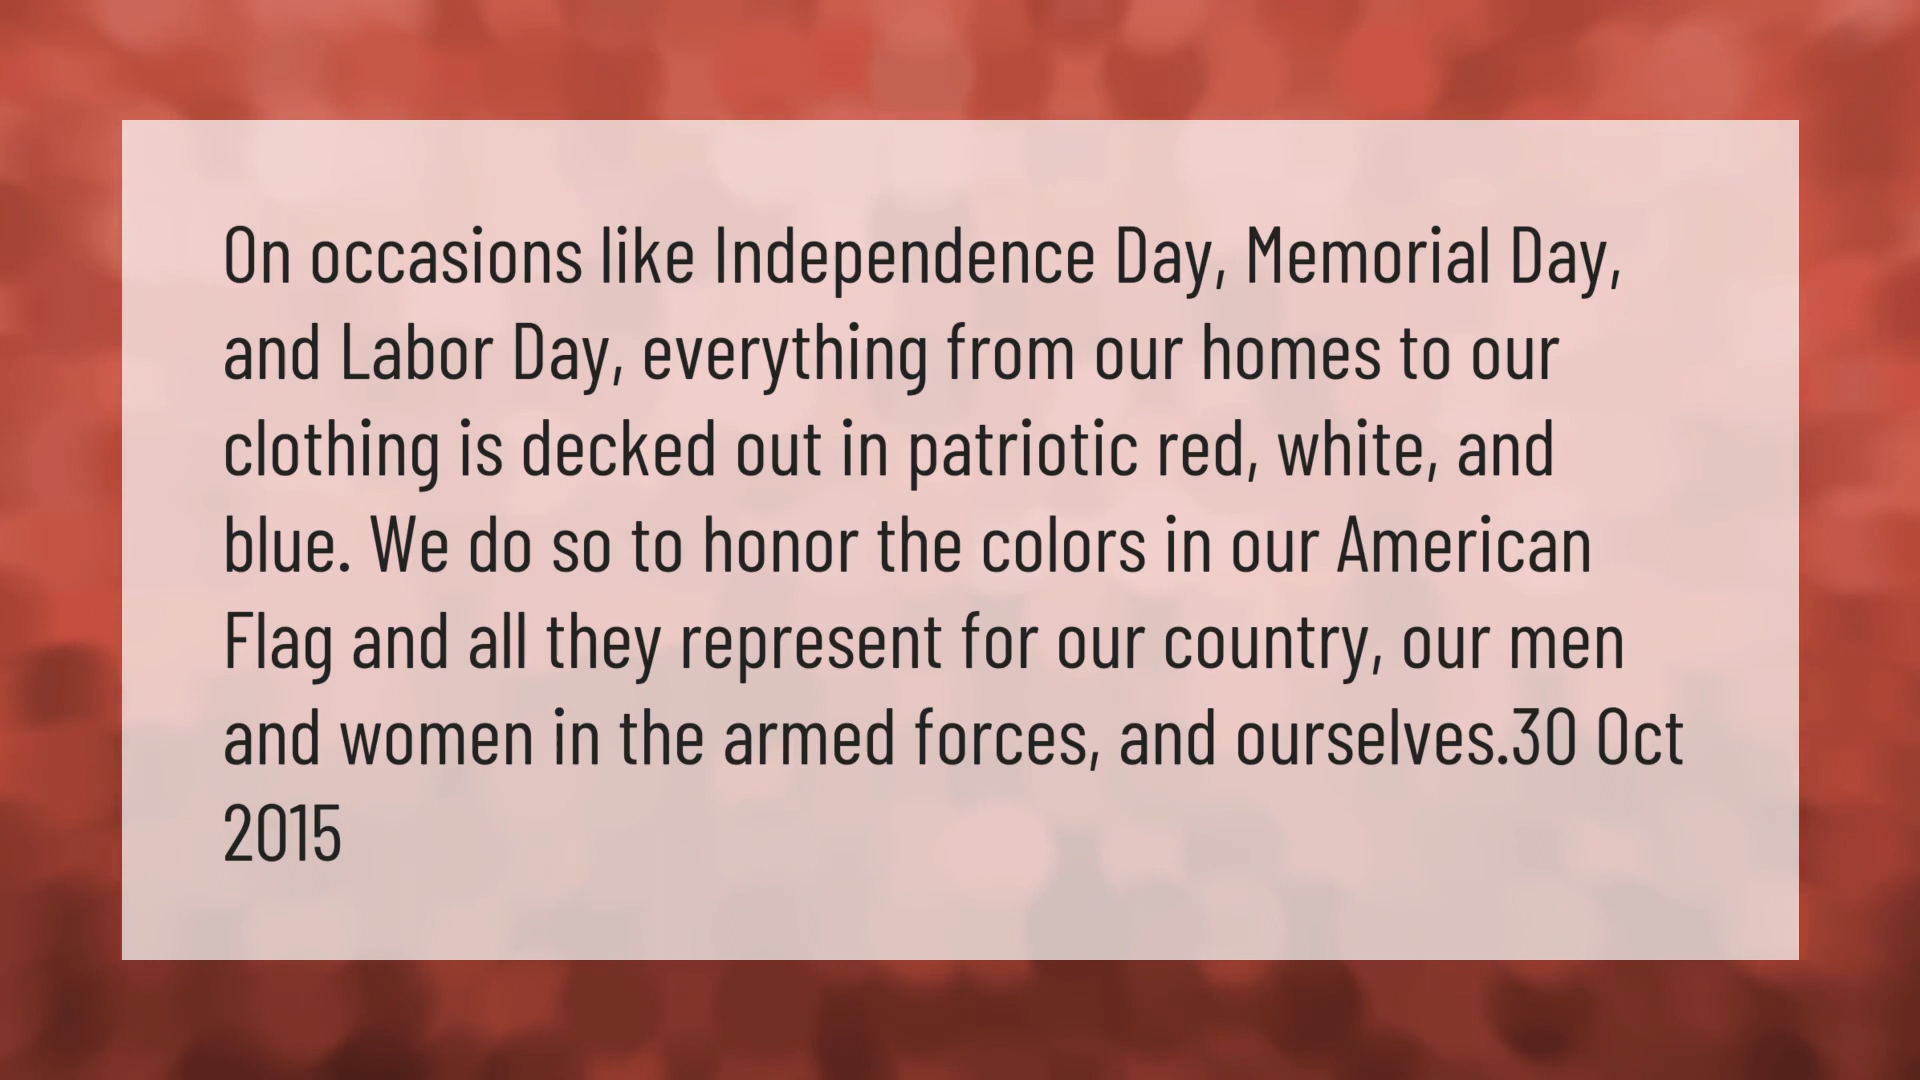 On occasions like Independence Day, Memorial Day,
and Labor Day, everything from our homes to our
clothing is decked out in patriotic red, white, and
blue. We do so to honor the colors in our American
Flag and all they represent for our country, our men
and women in the armed forces, and ourselves.30 Oct
2015